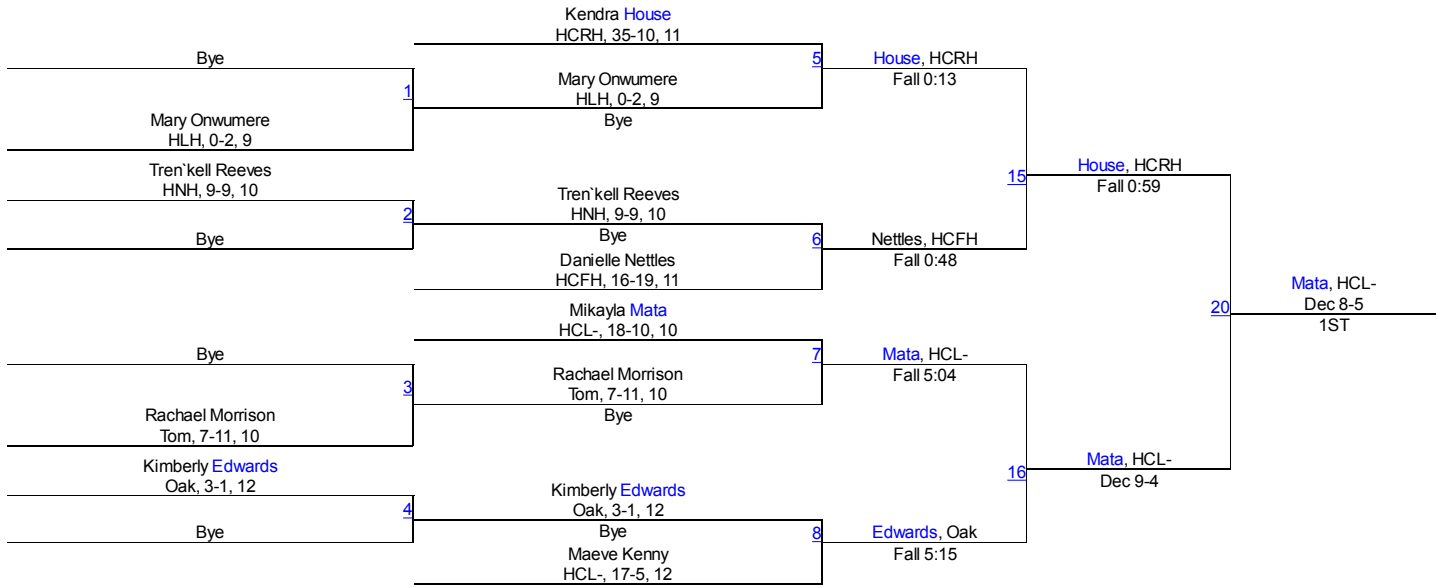 Kendra House
HCRH, 35-10, 11
Bye
5
House, HCRH
Fall 0:13
1
Mary Onwumere
HLH, 0-2, 9
Bye
Mary Onwumere
HLH, 0-2, 9
Tren`kell Reeves
HNH, 9-9, 10
15
House, HCRH
Fall 0:59
2
Tren`kell Reeves
HNH, 9-9, 10
Bye
Bye
6
Nettles, HCFH
Fall 0:48
Danielle Nettles
HCFH, 16-19, 11
Mikayla Mata
HCL-, 18-10, 10
20
Mata, HCL-
Dec 8-5
1ST
Bye
7
Mata, HCL-
Fall 5:04
3
Rachael Morrison
Tom, 7-11, 10
Bye
Rachael Morrison
Tom, 7-11, 10
Kimberly Edwards
Oak, 3-1, 12
16
Mata, HCL-
Dec 9-4
4
Kimberly Edwards
Oak, 3-1, 12
Bye
Bye
8
Edwards, Oak
Fall 5:15
Maeve Kenny
HCL-, 17-5, 12